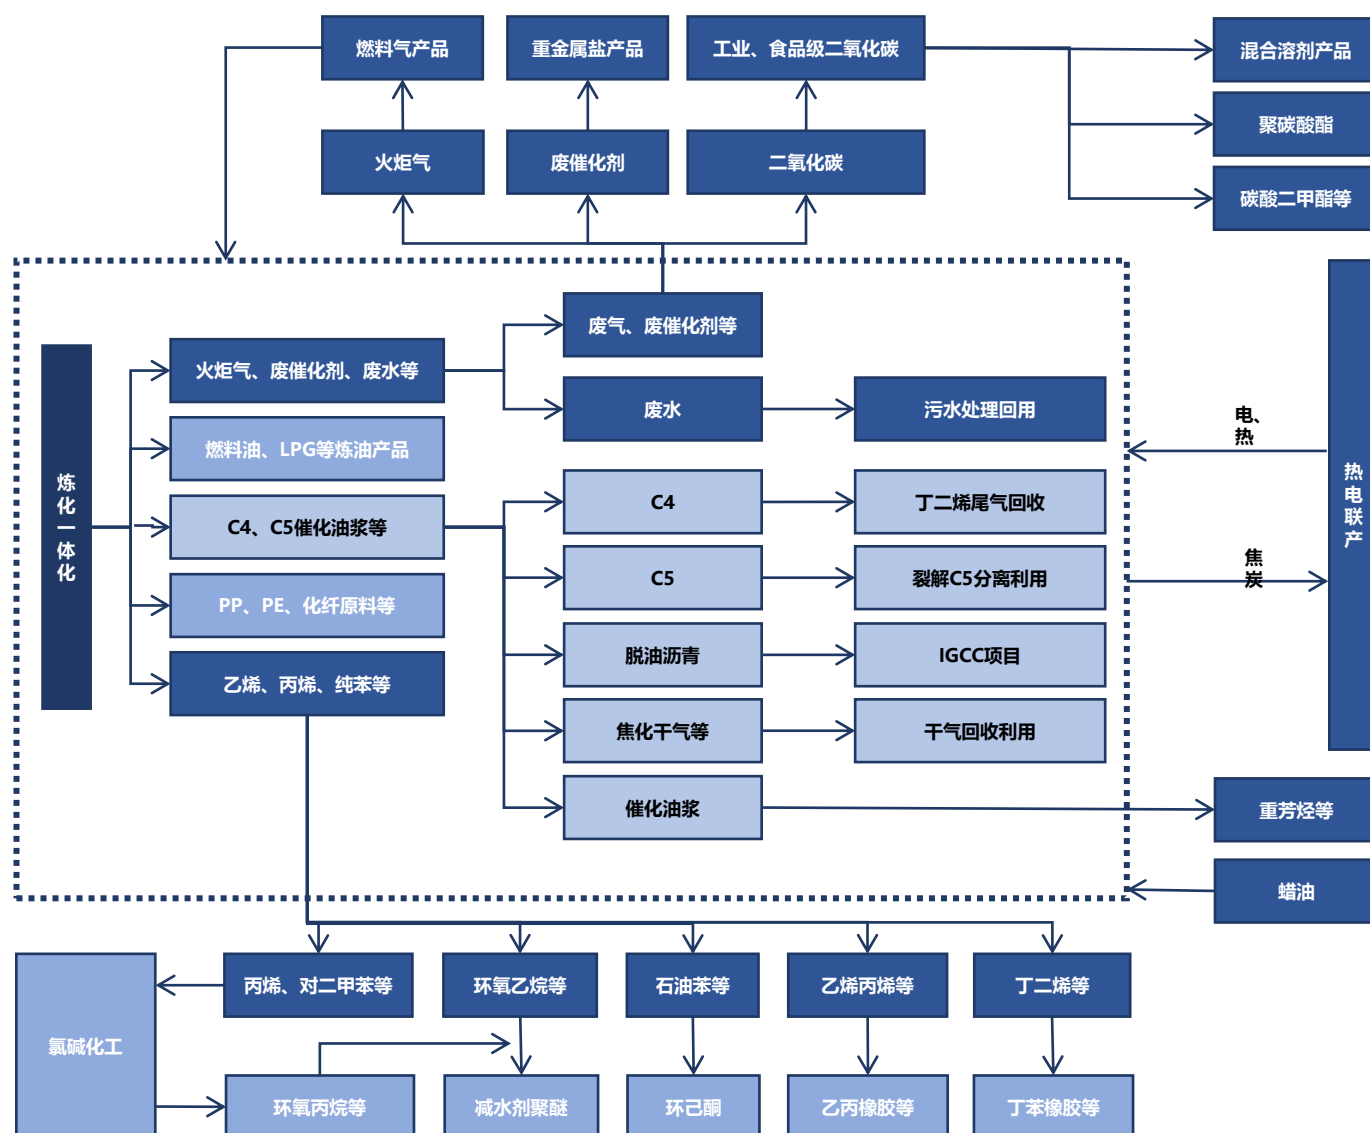 燃料气产品
重金属盐产品
工业、食品级二氧化碳
混合溶剂产品
聚碳酸酯
火炬气
废催化剂
二氧化碳
碳酸二甲酯等
废气、废催化剂等
火炬气、废催化剂、废水等
废水
污水处理回用
燃料油、LPG等炼油产品
电、
热
炼化一体化
C4、C5催化油浆等
C4
丁二烯尾气回收
热电联产
PP、PE、化纤原料等
C5
裂解C5分离利用
焦
炭
乙烯、丙烯、纯苯等
脱油沥青
IGCC项目
焦化干气等
干气回收利用
催化油浆
重芳烃等
蜡油
氯碱化工
丙烯、对二甲苯等
环氧乙烷等
石油苯等
乙烯丙烯等
丁二烯等
环氧丙烷等
减水剂聚醚
环己酮
乙丙橡胶等
丁苯橡胶等